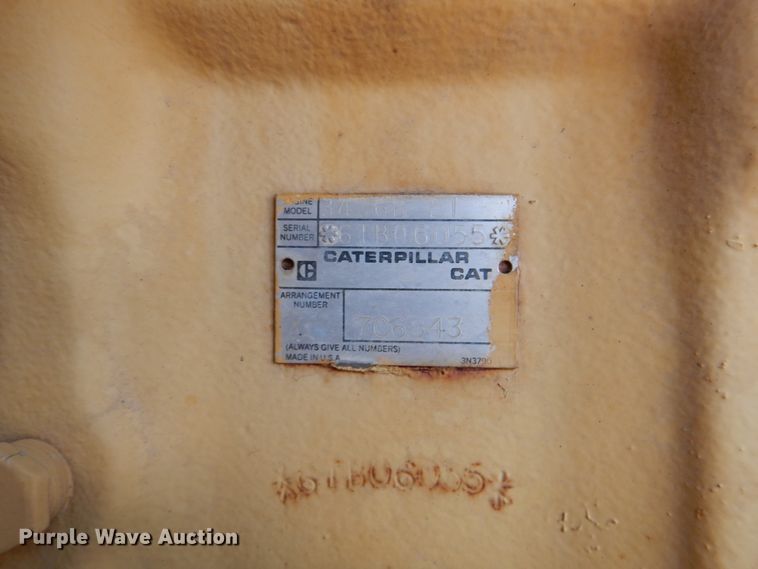 ENGINE
MODEL
SERIAL
NUMBER *61B06055*
CATERPILLAR
CAT
ARRANGEMENT
NUMBER
(ALWAYS GIVE ALL NUMBERS)
MADE IN U.S.A. 3N3790
*61B06055*
Purple Wave Auction®